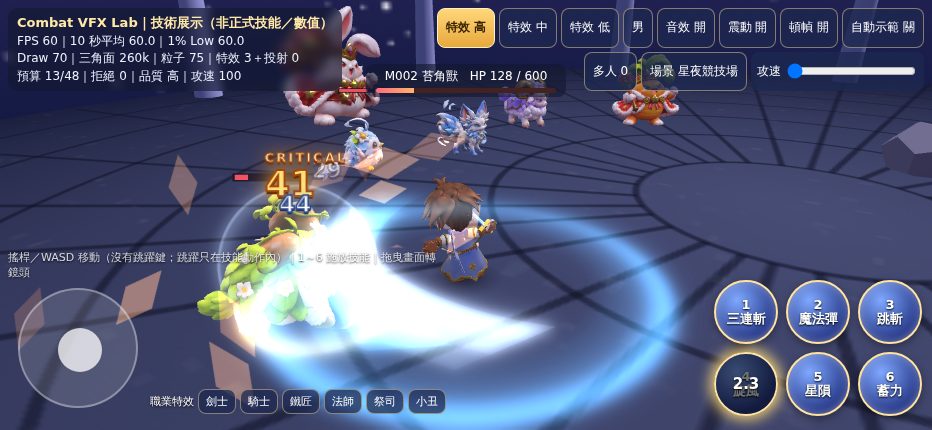 Combat VFX Lab｜技術展示（非正式技能／數值）
FPS 60｜10 秒平均 60.0｜1% Low 60.0
Draw 70｜三角面 260k｜粒子 75｜特效 3＋投射 0
預算 13/48｜拒絕 0｜品質 高｜攻速 100
特效 高
特效 中
特效 低
男
音效 開
震動 開
頓幀 開
自動示範 關
多人 0
場景 星夜競技場
攻速
M002 苔角獸 HP 128 / 600
CRITICAL
29
41
44
搖桿／WASD 移動（沒有跳躍鍵；跳躍只在技能動作內）｜1～6 施放技能｜拖曳畫面轉
鏡頭
1
三連斬
2
魔法彈
3
跳斬
2.3
旋風
5
星隕
6
蓄力
職業特效
劍士
騎士
鐵匠
法師
祭司
小丑